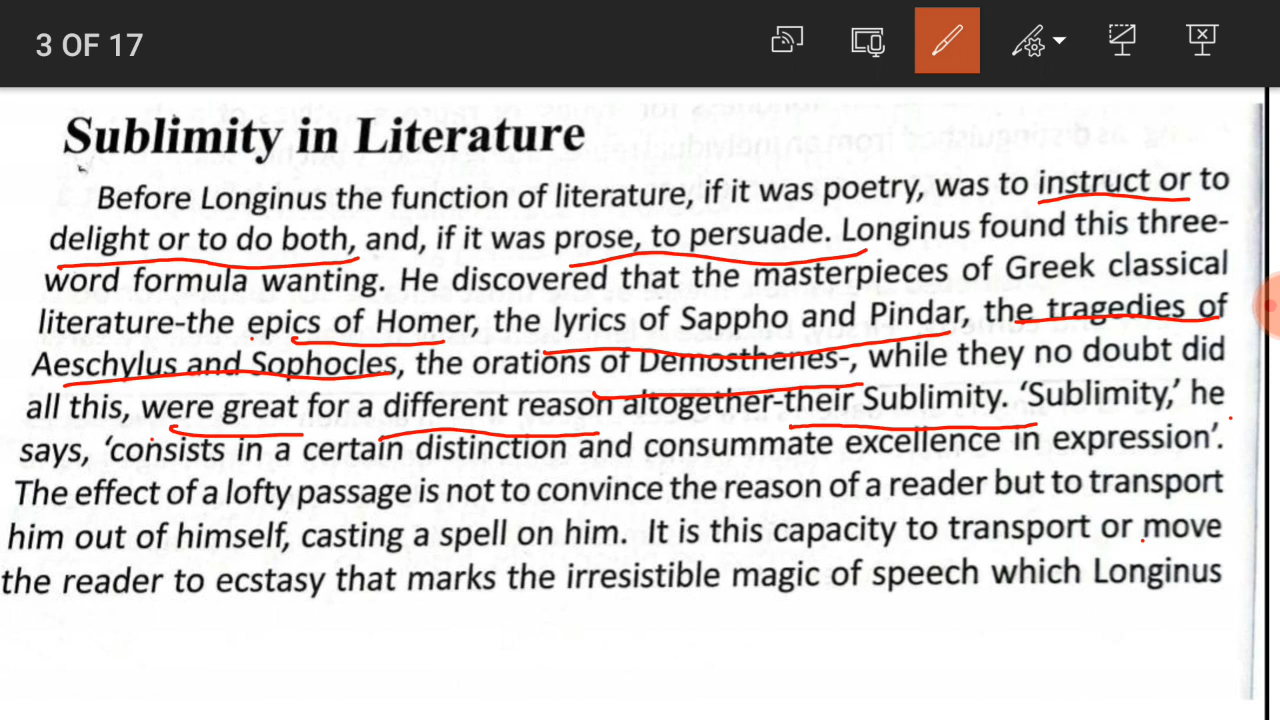 3 OF 17
Sublimity in Literature
Before Longinus the function of literature, if it was poetry, was to instruct or to
delight or to do both, and, if it was prose, to persuade. Longinus found this three-
word formula wanting. He discovered that the masterpieces of Greek classical
literature-the epics of Homer, the lyrics of Sappho and Pindar, the tragedies of
Aeschylus and Sophocles, the orations of Demosthenes-, while they no doubt did
all this, were great for a different reason altogether-their Sublimity. ‘Sublimity,’ he
says, ‘consists in a certain distinction and consummate excellence in expression’.
The effect of a lofty passage is not to convince the reason of a reader but to transport
him out of himself, casting a spell on him. It is this capacity to transport or move
the reader to ecstasy that marks the irresistible magic of speech which Longinus